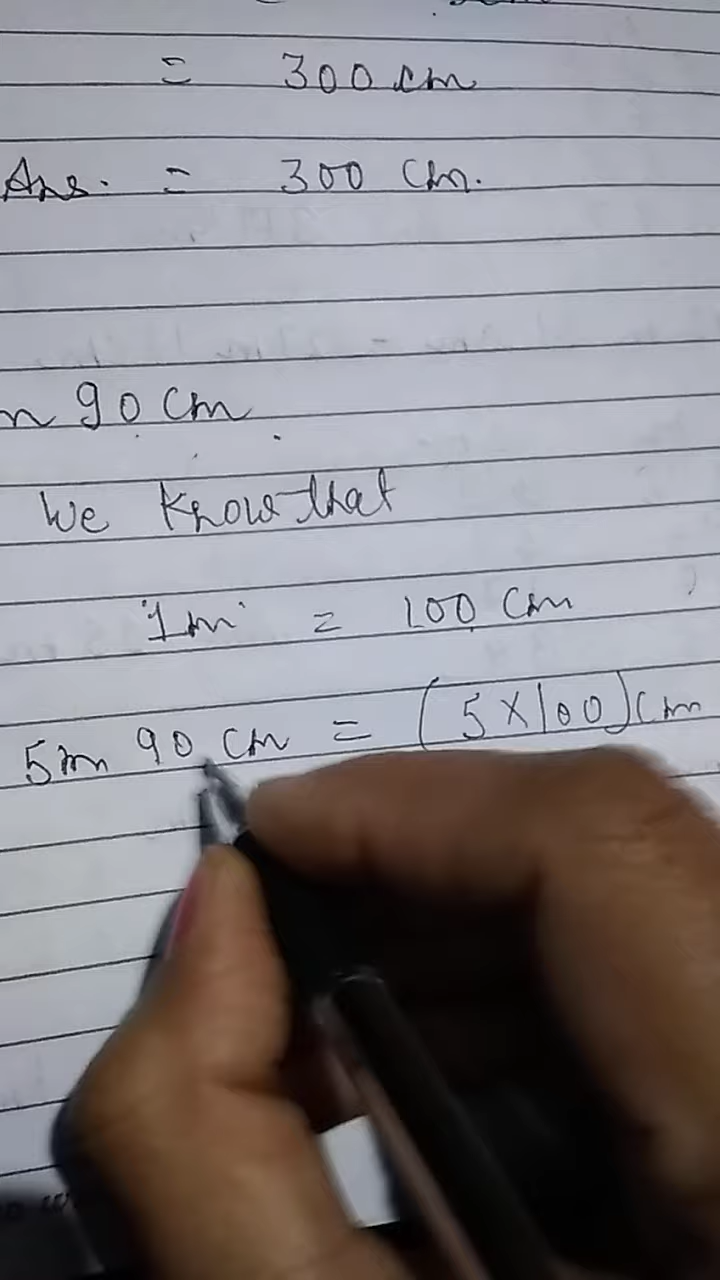 = 300 cm
Ans. = 300 cm.
m 90 cm
We know that
1m = 100 cm
5m 90 cm = (5×100) cm